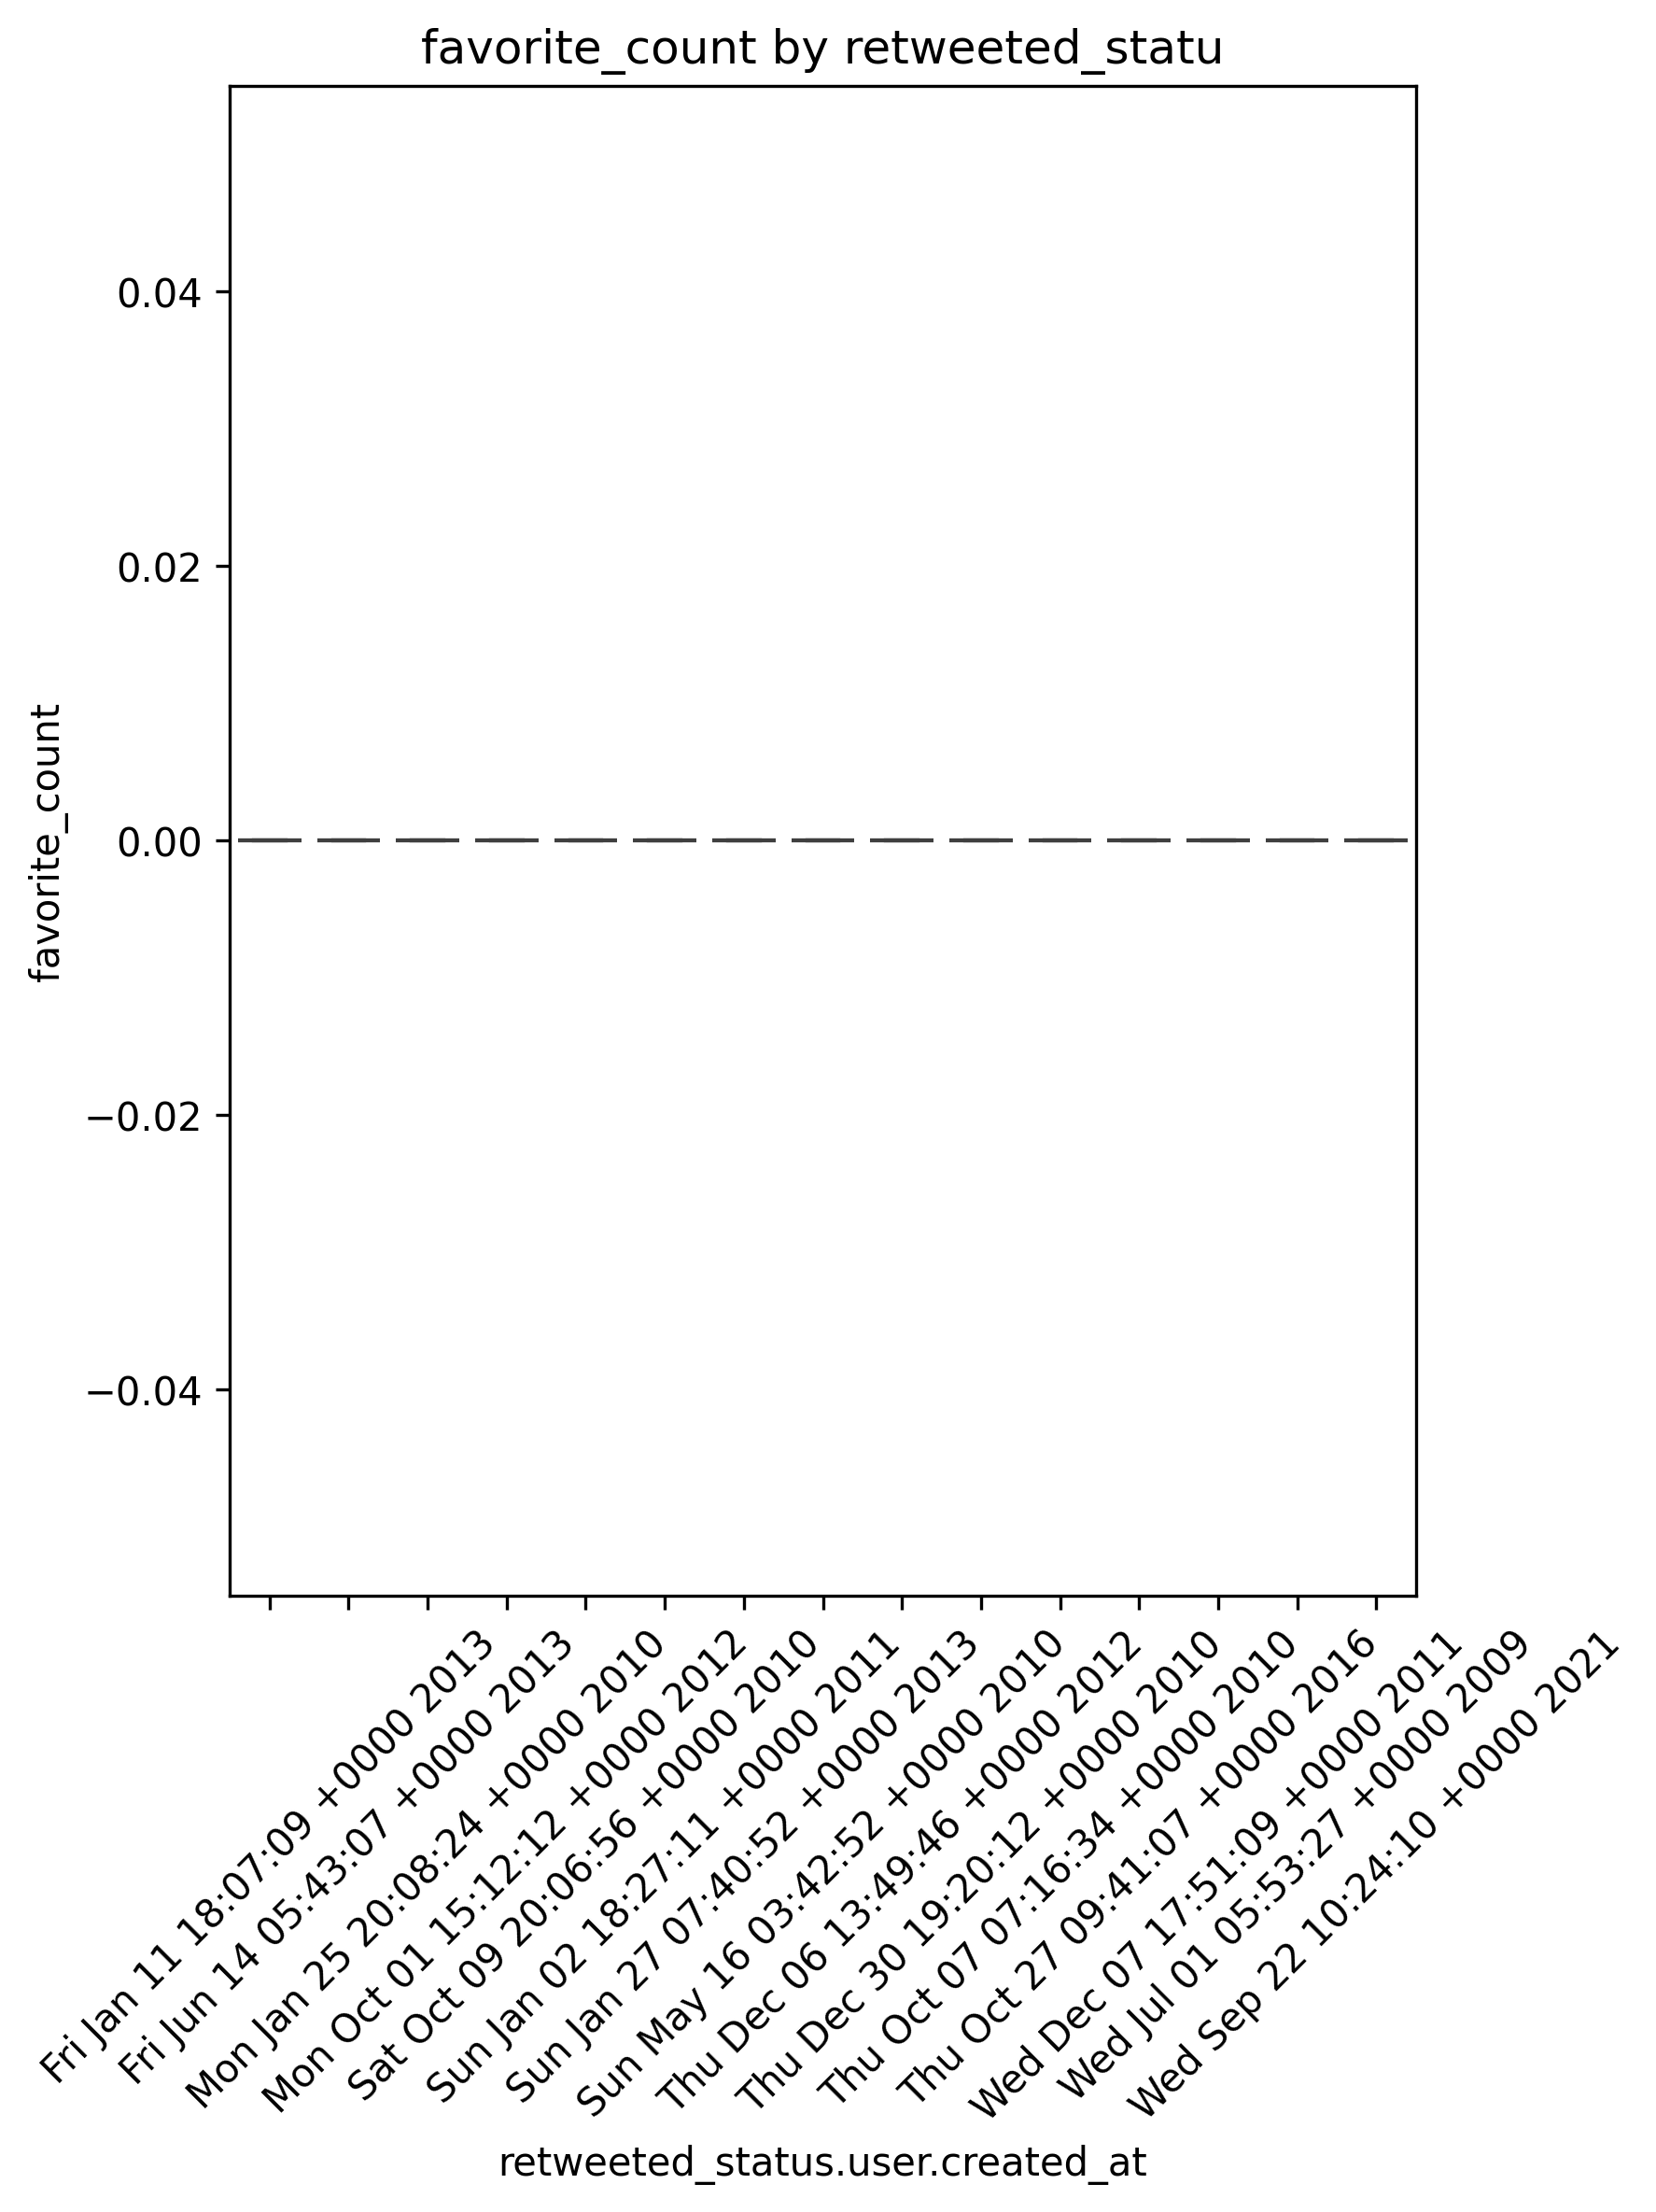 favorite_count by retweeted_statu
favorite_count
0.04
0.02
0.00
−0.02
−0.04
Fri Jan 11 18:07:09 +0000 2013
Fri Jun 14 05:43:07 +0000 2013
Mon Jan 25 20:08:24 +0000 2010
Mon Oct 01 15:12:12 +0000 2012
Sat Oct 09 20:06:56 +0000 2010
Sun Jan 02 18:27:11 +0000 2011
Sun Jan 27 07:40:52 +0000 2013
Sun May 16 03:42:52 +0000 2010
Thu Dec 06 13:49:46 +0000 2012
Thu Dec 30 19:20:12 +0000 2010
Thu Oct 07 07:16:34 +0000 2010
Thu Oct 27 09:41:07 +0000 2016
Wed Dec 07 17:51:09 +0000 2011
Wed Jul 01 05:53:27 +0000 2009
Wed Sep 22 10:24:10 +0000 2021
retweeted_status.user.created_at